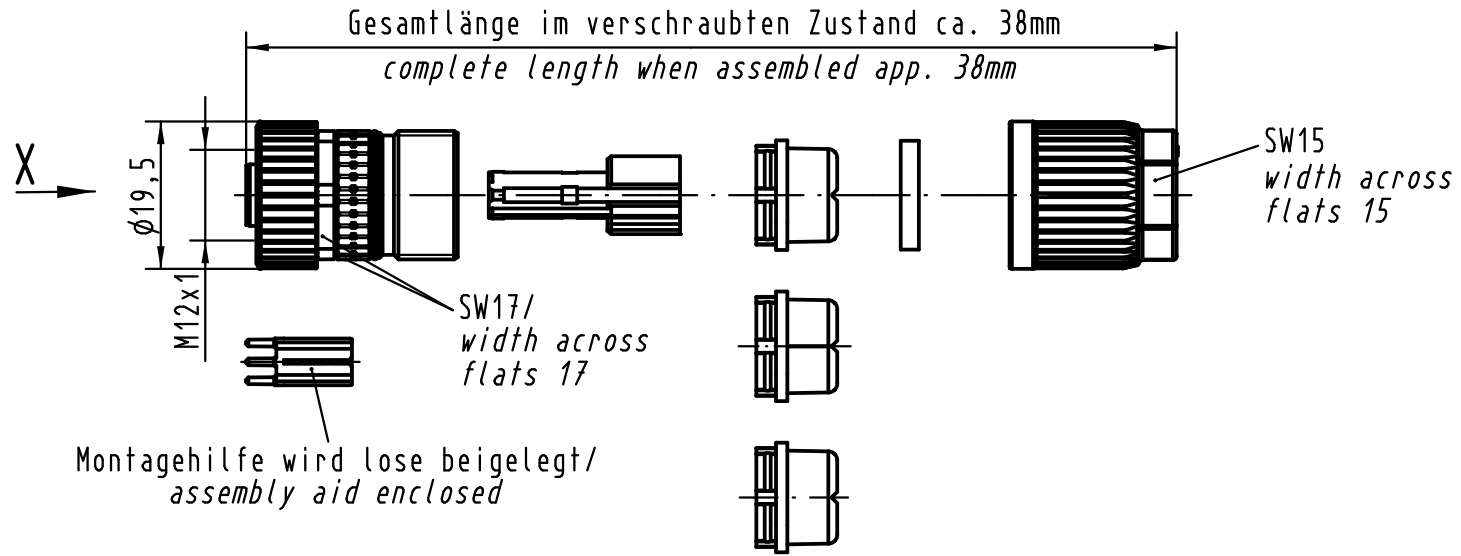 Gesamtlänge im verschraubten Zustand ca. 38mm
complete length when assembled app. 38mm
X
ø19,5
M12x1
SW15
width across
flats 15
SW17/
width across
flats 17
Montagehilfe wird lose beigelegt/
assembly aid enclosed